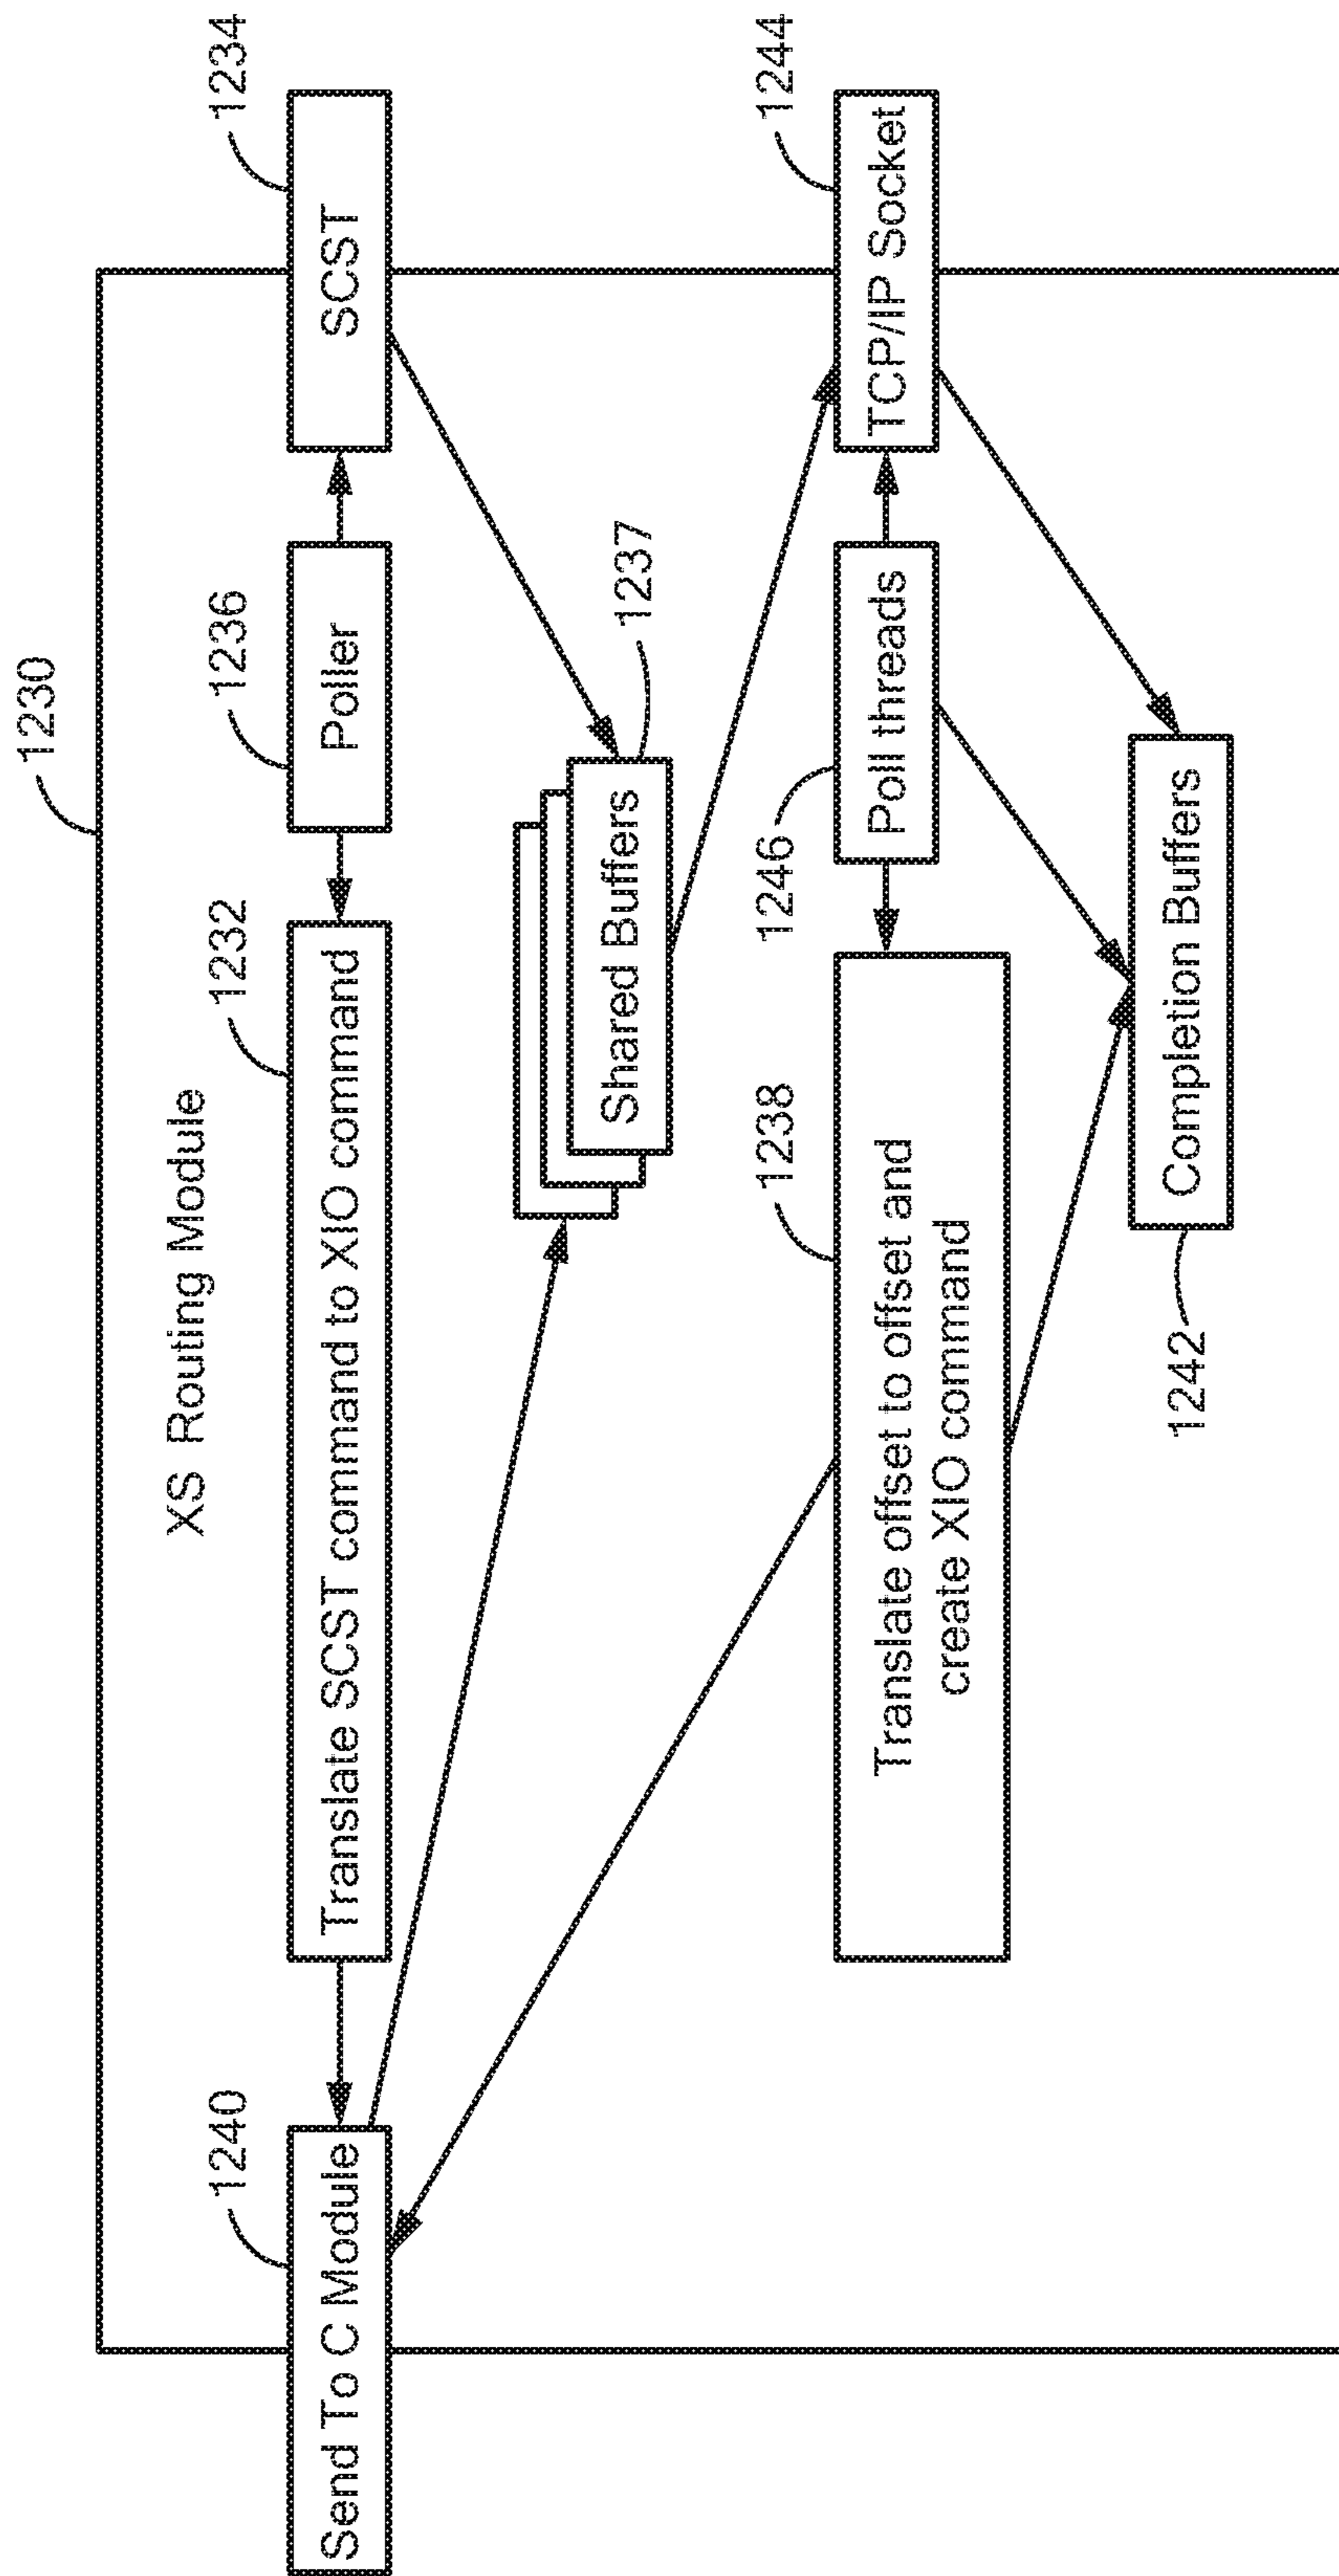 1230
XS Routing Module
1240
1232
1236
1234
Send To C Module
Translate SCST command to XIO command
Poller
SCST
Shared Buffers
1237
1238
1246
1244
Translate offset to offset and
create XIO command
Poll threads
TCP/IP Socket
Completion Buffers
1242